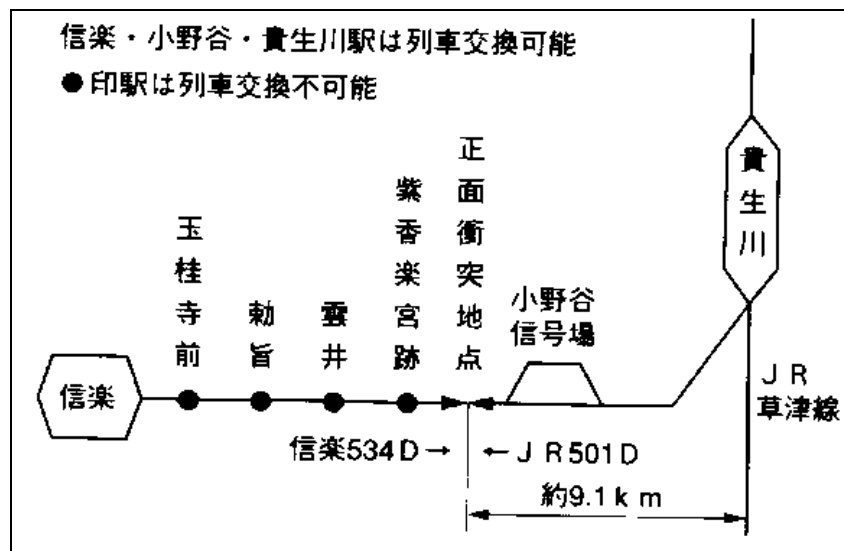 信楽・小野谷・貴生川駅は列車交換可能
●印駅は列車交換不可能
貴生川
正面衝突地点
紫香楽宮跡
雲井
勅旨
玉桂寺前
小野谷
信号場
信楽
JR
草津線
信楽534D→
←JR501D
約9.1km